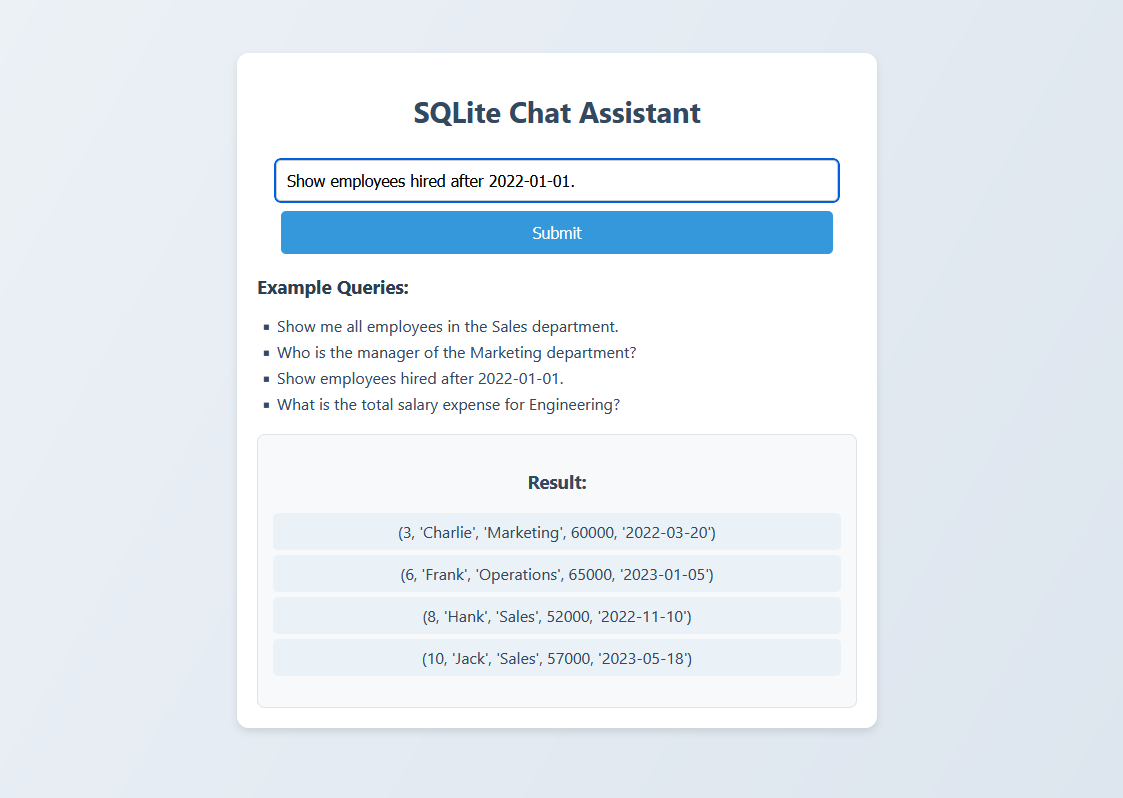 SQLite Chat Assistant
Show employees hired after 2022-01-01.
Submit
Example Queries:
Show me all employees in the Sales department.
Who is the manager of the Marketing department?
Show employees hired after 2022-01-01.
What is the total salary expense for Engineering?
Result:
(3, 'Charlie', 'Marketing', 60000, '2022-03-20')
(6, 'Frank', 'Operations', 65000, '2023-01-05')
(8, 'Hank', 'Sales', 52000, '2022-11-10')
(10, 'Jack', 'Sales', 57000, '2023-05-18')